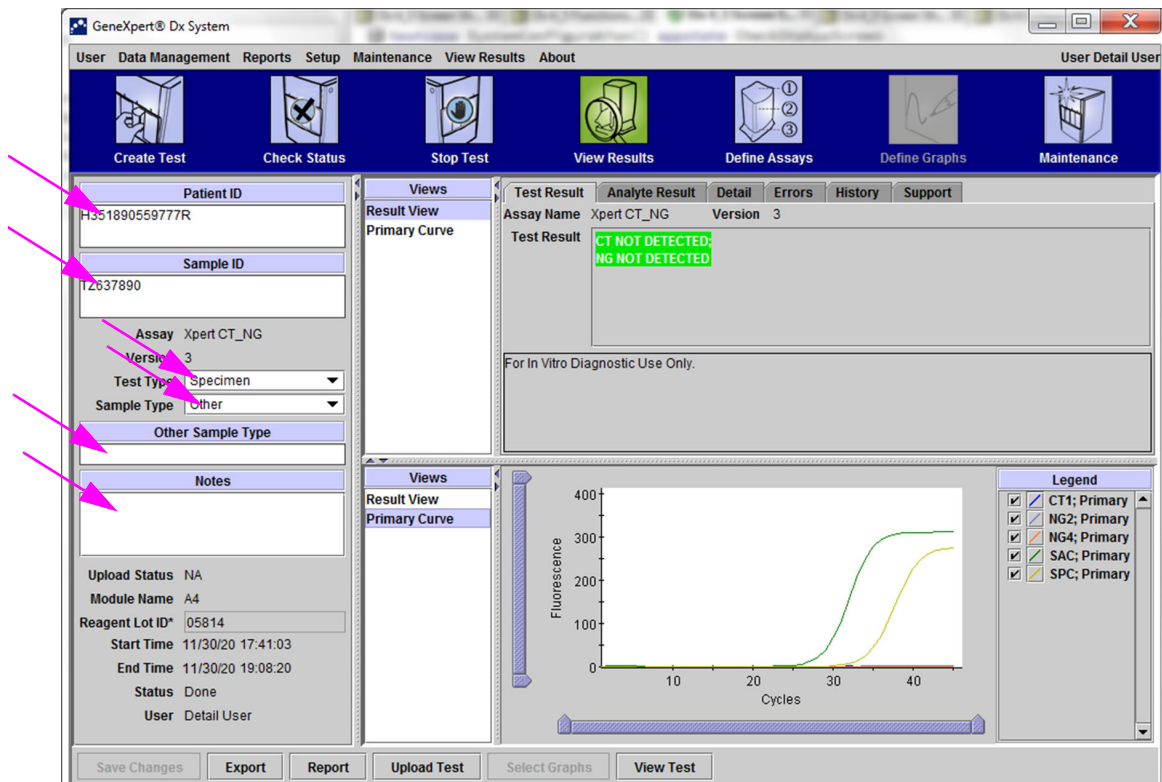 GeneXpert® Dx System
User Data Management Reports Setup Maintenance View Results About User Detail User
Create Test Check Status Stop Test View Results Define Assays Define Graphs Maintenance
1
2
3
Patient ID
H351890559777R
Sample ID
TZ637890
Assay Xpert CT_NG
Version 3
Test Type Specimen
Sample Type Other
Other Sample Type
Notes
Upload Status NA
Module Name A4
Reagent Lot ID* 05814
Start Time 11/30/20 17:41:03
End Time 11/30/20 19:08:20
Status Done
User Detail User
Views
Result View
Primary Curve
Test Result Analyte Result Detail Errors History Support
Assay Name Xpert CT_NG Version 3
Test Result CT NOT DETECTED;
NG NOT DETECTED
For In Vitro Diagnostic Use Only.
Views
Result View
Primary Curve
400
300
200
100
0
Fluorescence
10 20 30 40
Cycles
Legend
CT1; Primary
NG2; Primary
NG4; Primary
SAC; Primary
SPC; Primary
Save Changes Export Report Upload Test Select Graphs View Test